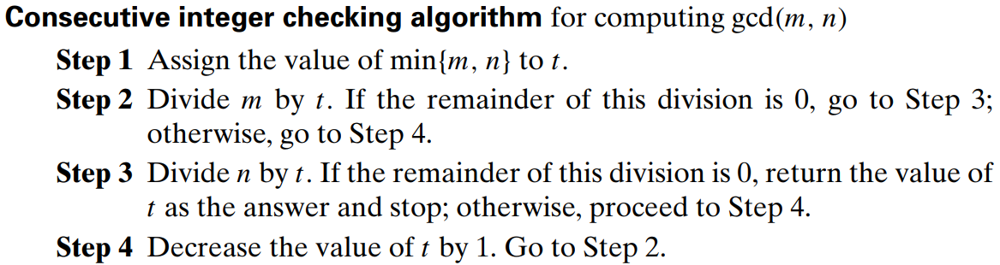 Consecutive integer checking algorithm for computing gcd(m, n)
Step 1 Assign the value of min{m, n} to t.
Step 2 Divide m by t. If the remainder of this division is 0, go to Step 3;
otherwise, go to Step 4.
Step 3 Divide n by t. If the remainder of this division is 0, return the value of
t as the answer and stop; otherwise, proceed to Step 4.
Step 4 Decrease the value of t by 1. Go to Step 2.